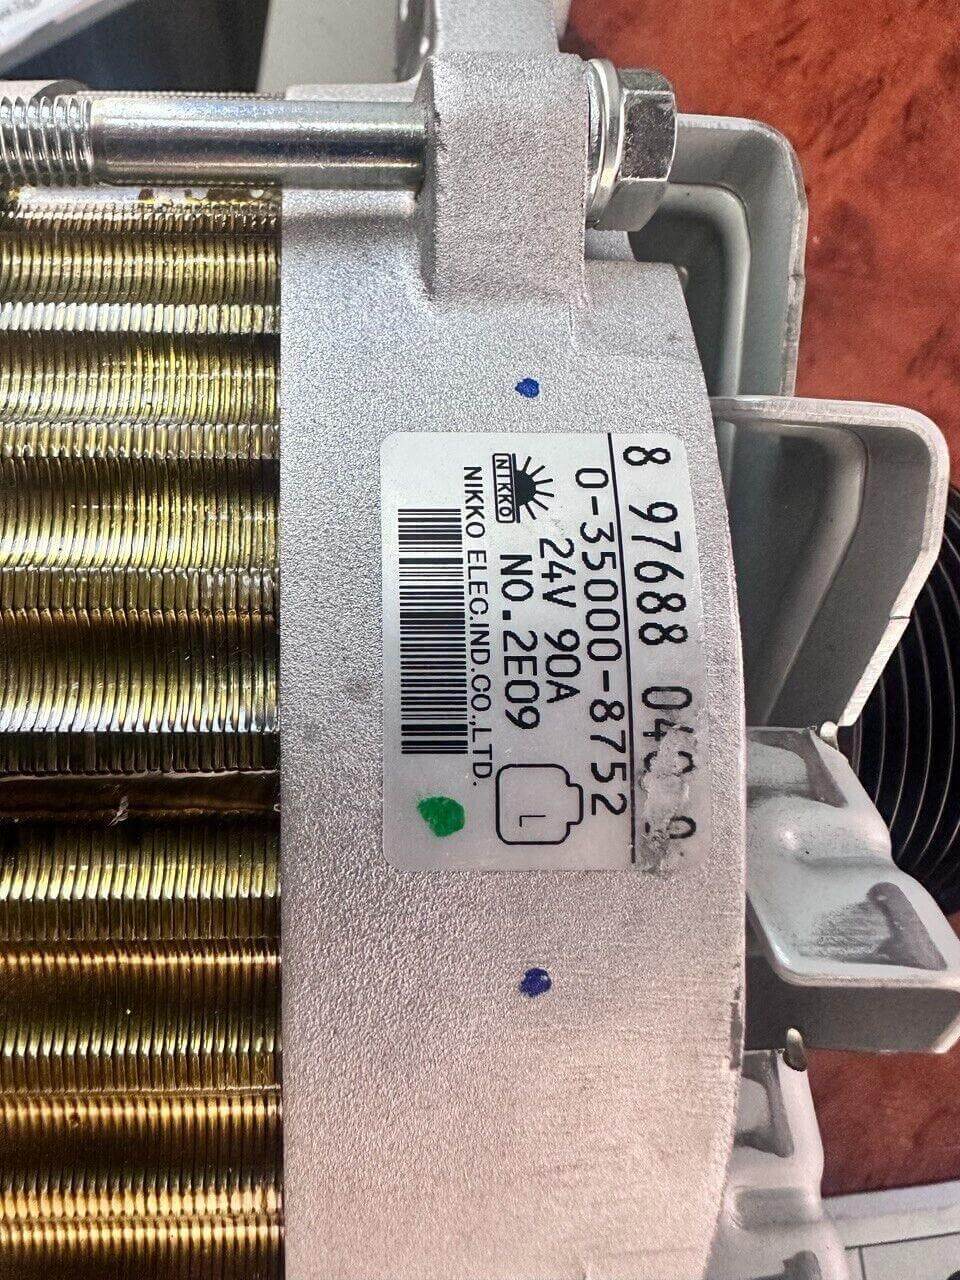 8 97688 04
0-35000-8752
24V 90A
NIKKO
NO.2E09
L
NIKKO ELEC.IND.CO.,LTD.